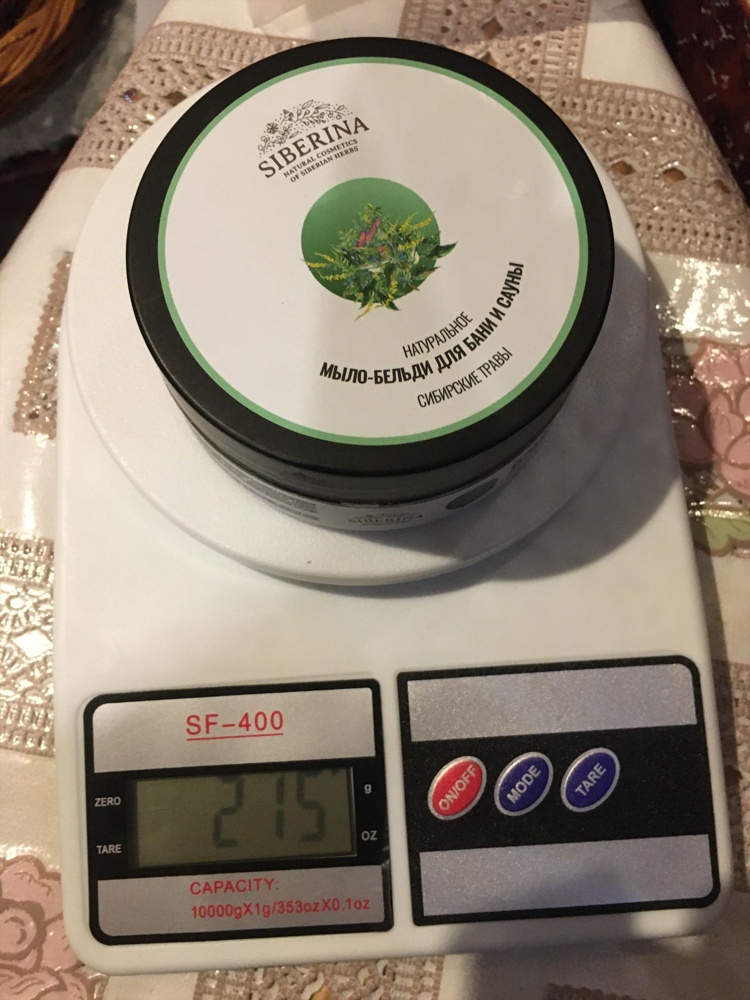 SIBERINA
NATURAL COSMETICS
OF SIBERIAN HERBS
НАТУРАЛЬНОЕ
МЫЛО-БЕЛЬДИ ДЛЯ БАНИ И САУНЫ
СИБИРСКИЕ ТРАВЫ
SIBERINA
SF-400
ZERO
TARE
215
g
OZ
CAPACITY:
10000gX1g/353ozX0.1oz
ON/OFF
MODE
TARE